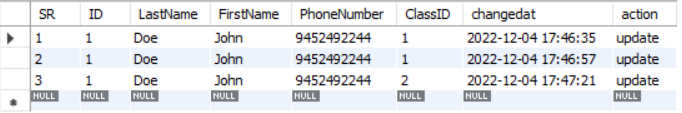 SR ID LastName FirstName PhoneNumber ClassID changedat action
1 1 Doe John 9452492244 1 2022-12-04 17:46:35 update
2 1 Doe John 9452492244 1 2022-12-04 17:46:57 update
3 1 Doe John 9452492244 2 2022-12-04 17:47:21 update
NULL NULL NULL NULL NULL NULL NULL NULL